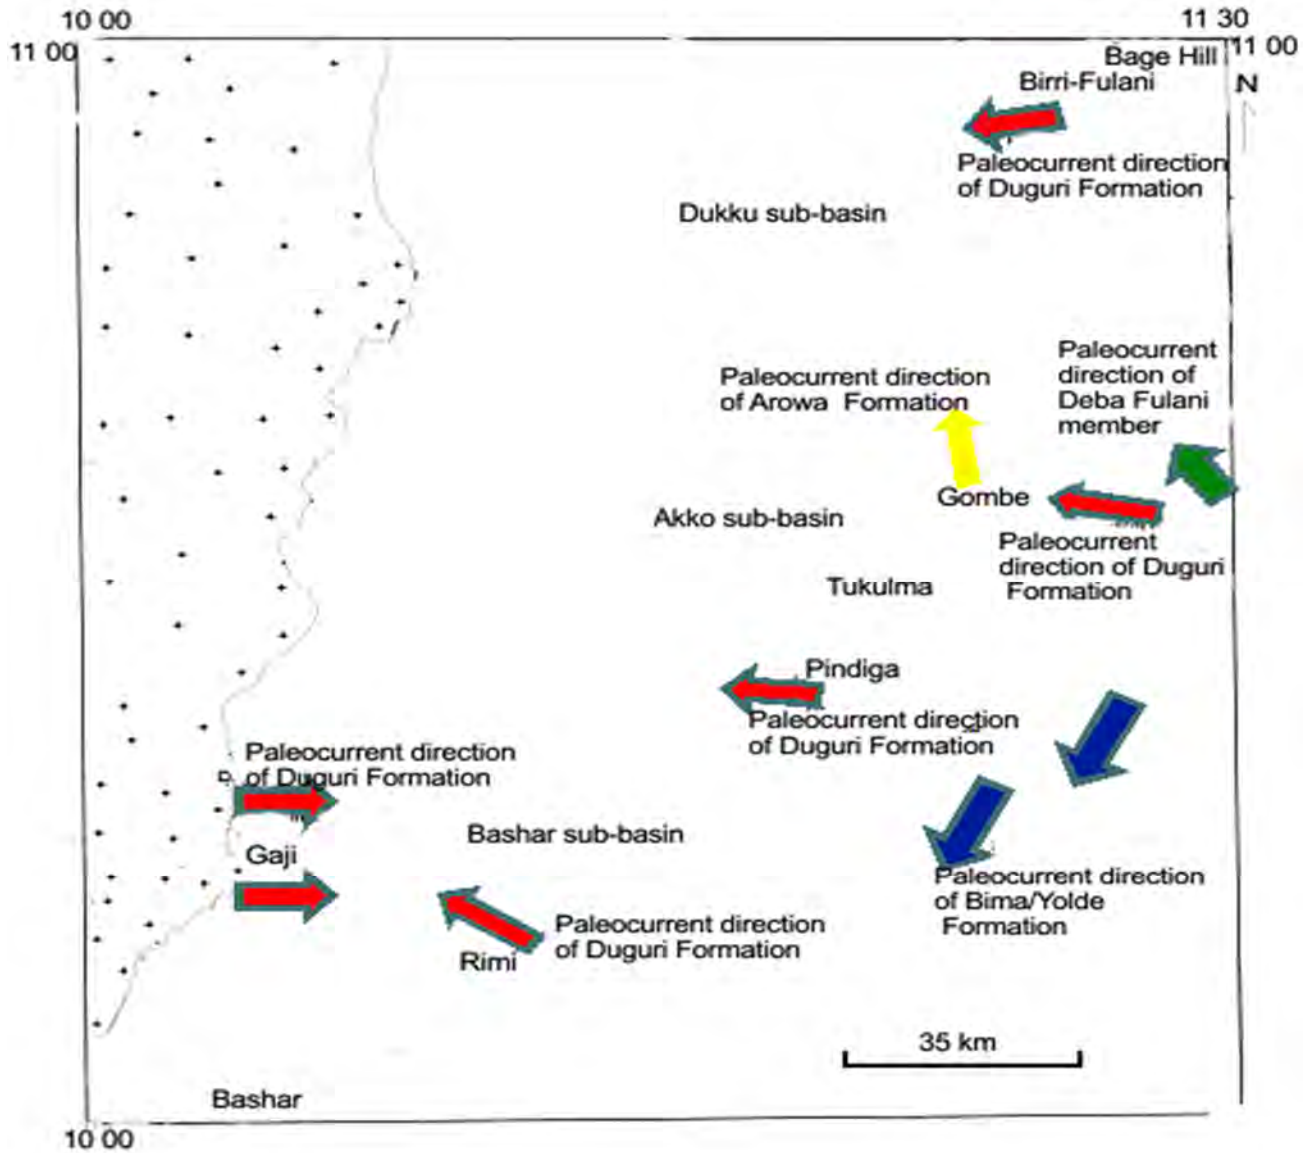 10 00
11 30
11 00
11 00
Bage Hill
N
Birri-Fulani
Paleocurrent direction
of Duguri Formation
Dukku sub-basin
Paleocurrent
direction of
Deba Fulani
member
Paleocurrent direction
of Arowa Formation
Gombe
Akko sub-basin
Paleocurrent
direction of Duguri
Formation
Tukulma
Pindiga
Paleocurrent direction
of Duguri Formation
Paleocurrent direction
of Duguri Formation
Bashar sub-basin
Gaji
Paleocurrent direction
of Bima/Yolde
Formation
Paleocurrent direction
of Duguri Formation
Rimi
35 km
Bashar
10 00